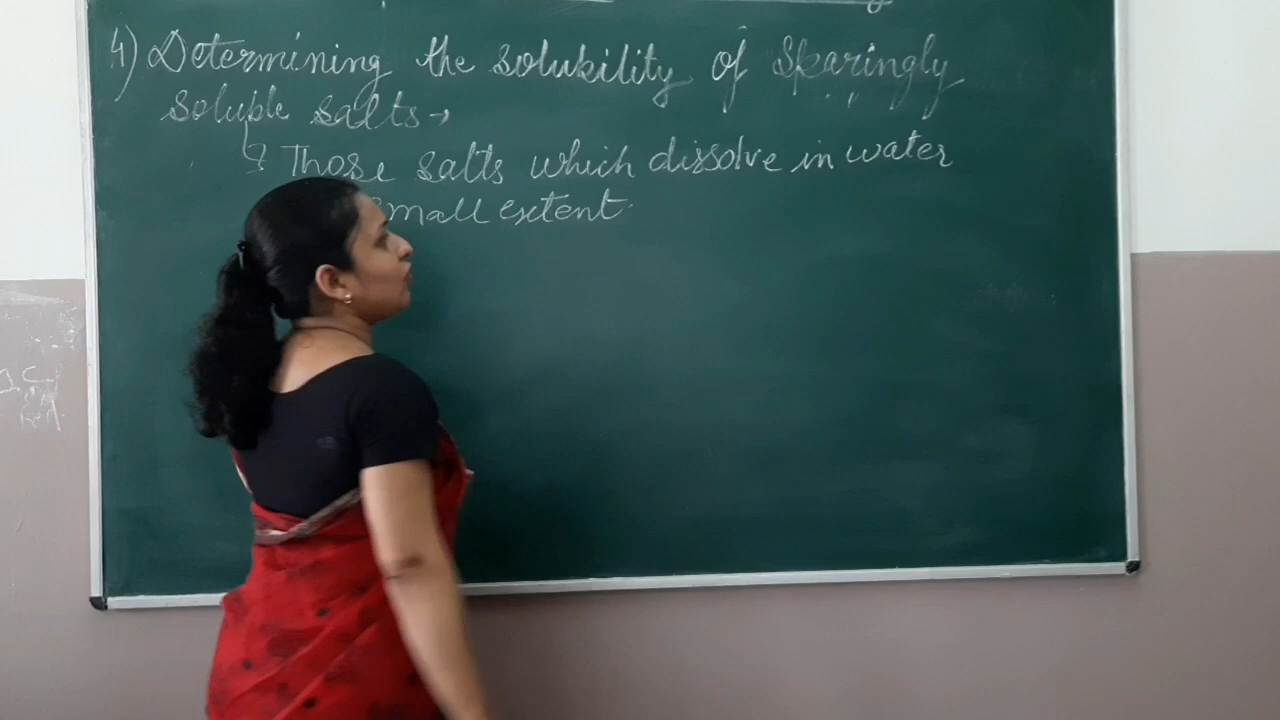 4) Determining the solubility of Sparingly
soluble salts→
Those salts which dissolve in water
small extent.